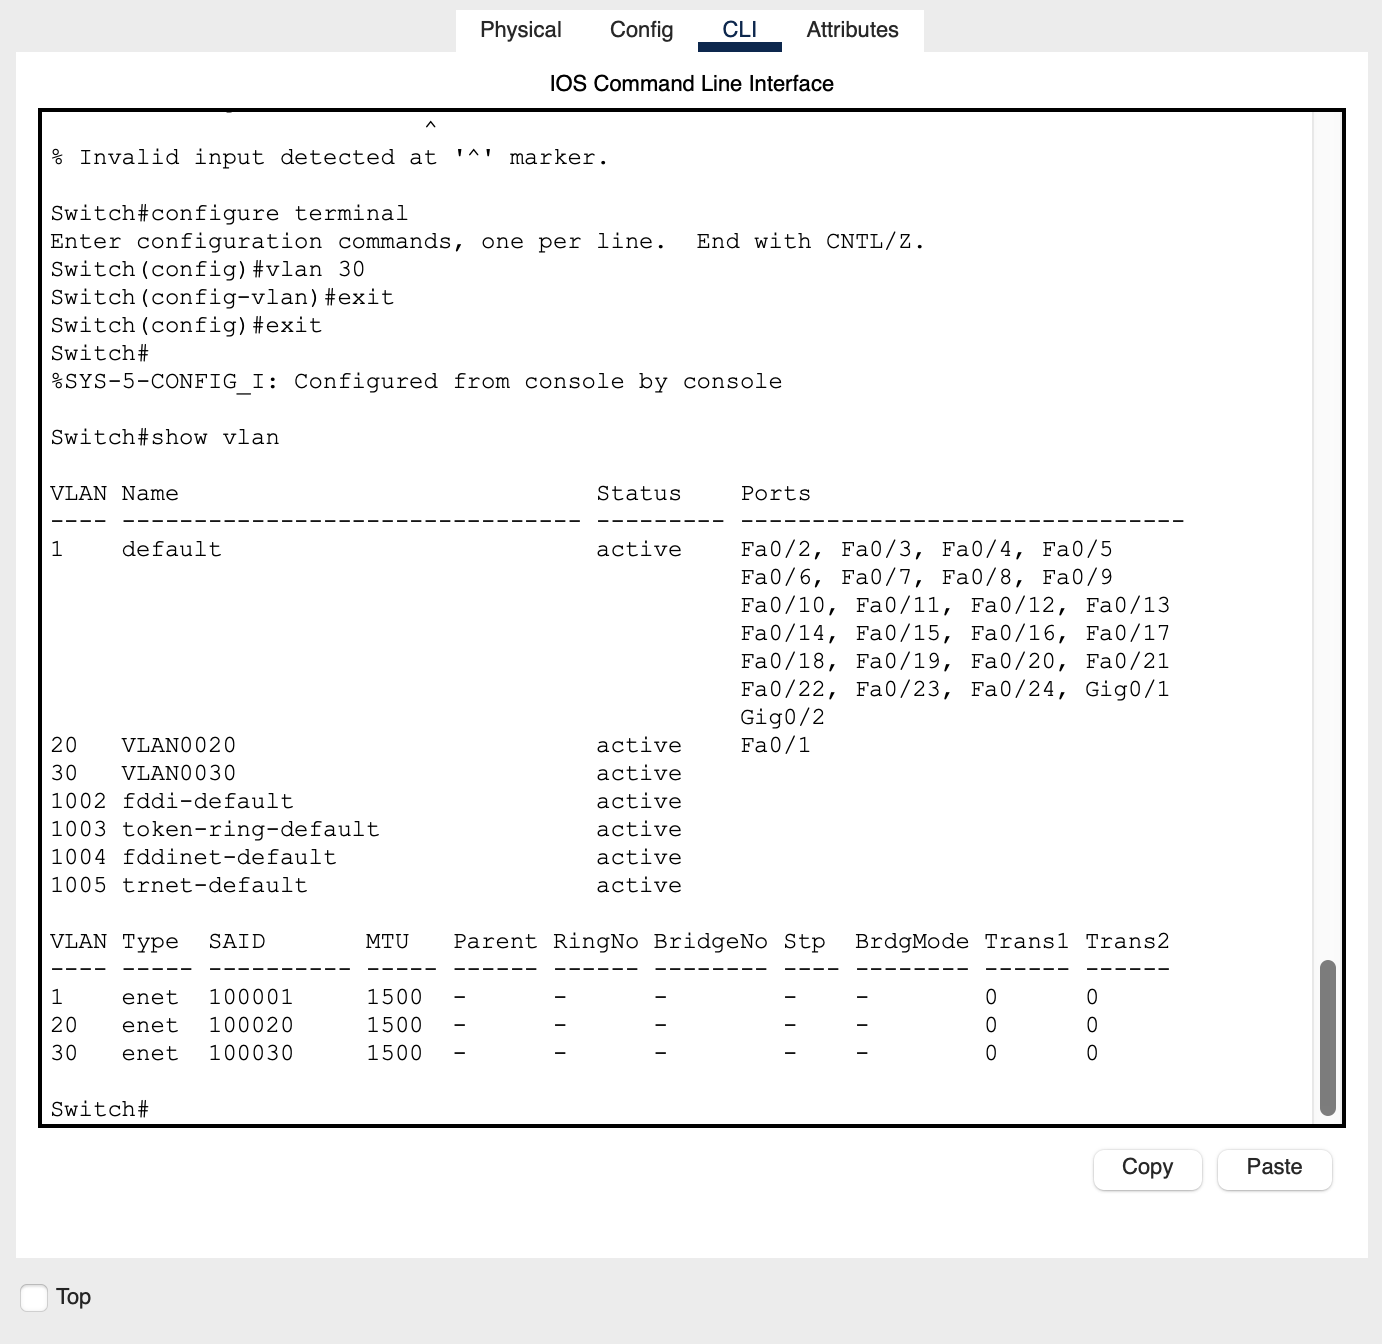 Physical Config CLI Attributes
IOS Command Line Interface
^
% Invalid input detected at '^' marker.
Switch#configure terminal
Enter configuration commands, one per line.  End with CNTL/Z.
Switch(config)#vlan 30
Switch(config-vlan)#exit
Switch(config)#exit
Switch#
%SYS-5-CONFIG_I: Configured from console by console
Switch#show vlan
VLAN Name                             Status    Ports
---- -------------------------------- --------- -------------------------------
1    default                          active    Fa0/2, Fa0/3, Fa0/4, Fa0/5
Fa0/6, Fa0/7, Fa0/8, Fa0/9
Fa0/10, Fa0/11, Fa0/12, Fa0/13
Fa0/14, Fa0/15, Fa0/16, Fa0/17
Fa0/18, Fa0/19, Fa0/20, Fa0/21
Fa0/22, Fa0/23, Fa0/24, Gig0/1
Gig0/2
20   VLAN0020                         active    Fa0/1
30   VLAN0030                         active
1002 fddi-default                     active
1003 token-ring-default               active
1004 fddinet-default                  active
1005 trnet-default                    active
VLAN Type  SAID       MTU   Parent RingNo BridgeNo Stp  BrdgMode Trans1 Trans2
---- ----- ---------- ----- ------ ------ -------- ---- -------- ------ ------
1    enet  100001     1500  -      -      -        -    -        0      0
20   enet  100020     1500  -      -      -        -    -        0      0
30   enet  100030     1500  -      -      -        -    -        0      0
Switch#
Copy Paste
Top